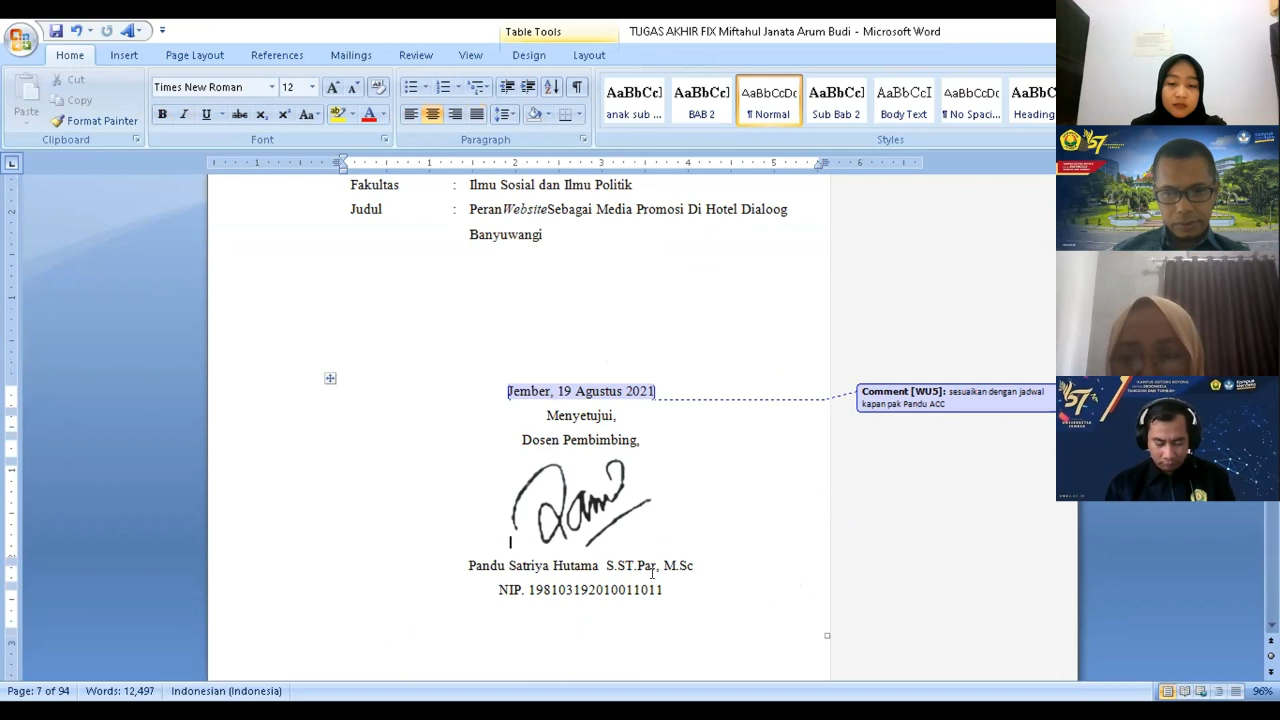 Table Tools
TUGAS AKHIR FIX Miftahul Janata Arum Budi - Microsoft Word
Home
Insert
Page Layout
References
Mailings
Review
View
Design
Layout
Paste
Cut
Copy
Format Painter
Clipboard
Times New Roman
12
Font
Paragraph
AaBbCcI
anak sub ...
AaBbCc
BAB 2
AaBbCcDc
¶ Normal
AaBbCc
Sub Bab 2
AaBbCcI
Body Text
AaBbCcDc
¶ No Spaci...
AaBbC
Heading
Styles
Fakultas : Ilmu Sosial dan Ilmu Politik
Judul : PeranWebsiteSebagai Media Promosi Di Hotel Dialoog
Banyuwangi
Jember, 19 Agustus 2021
Menyetujui,
Dosen Pembimbing,
Pandu Satriya Hutama S.ST.Par, M.Sc
NIP. 198103192010011011
Comment [WU5]: sesuaikan dengan jadwal
kapan pak Pandu ACC
57
57
Page: 7 of 94
Words: 12,497
Indonesian (Indonesia)
96%